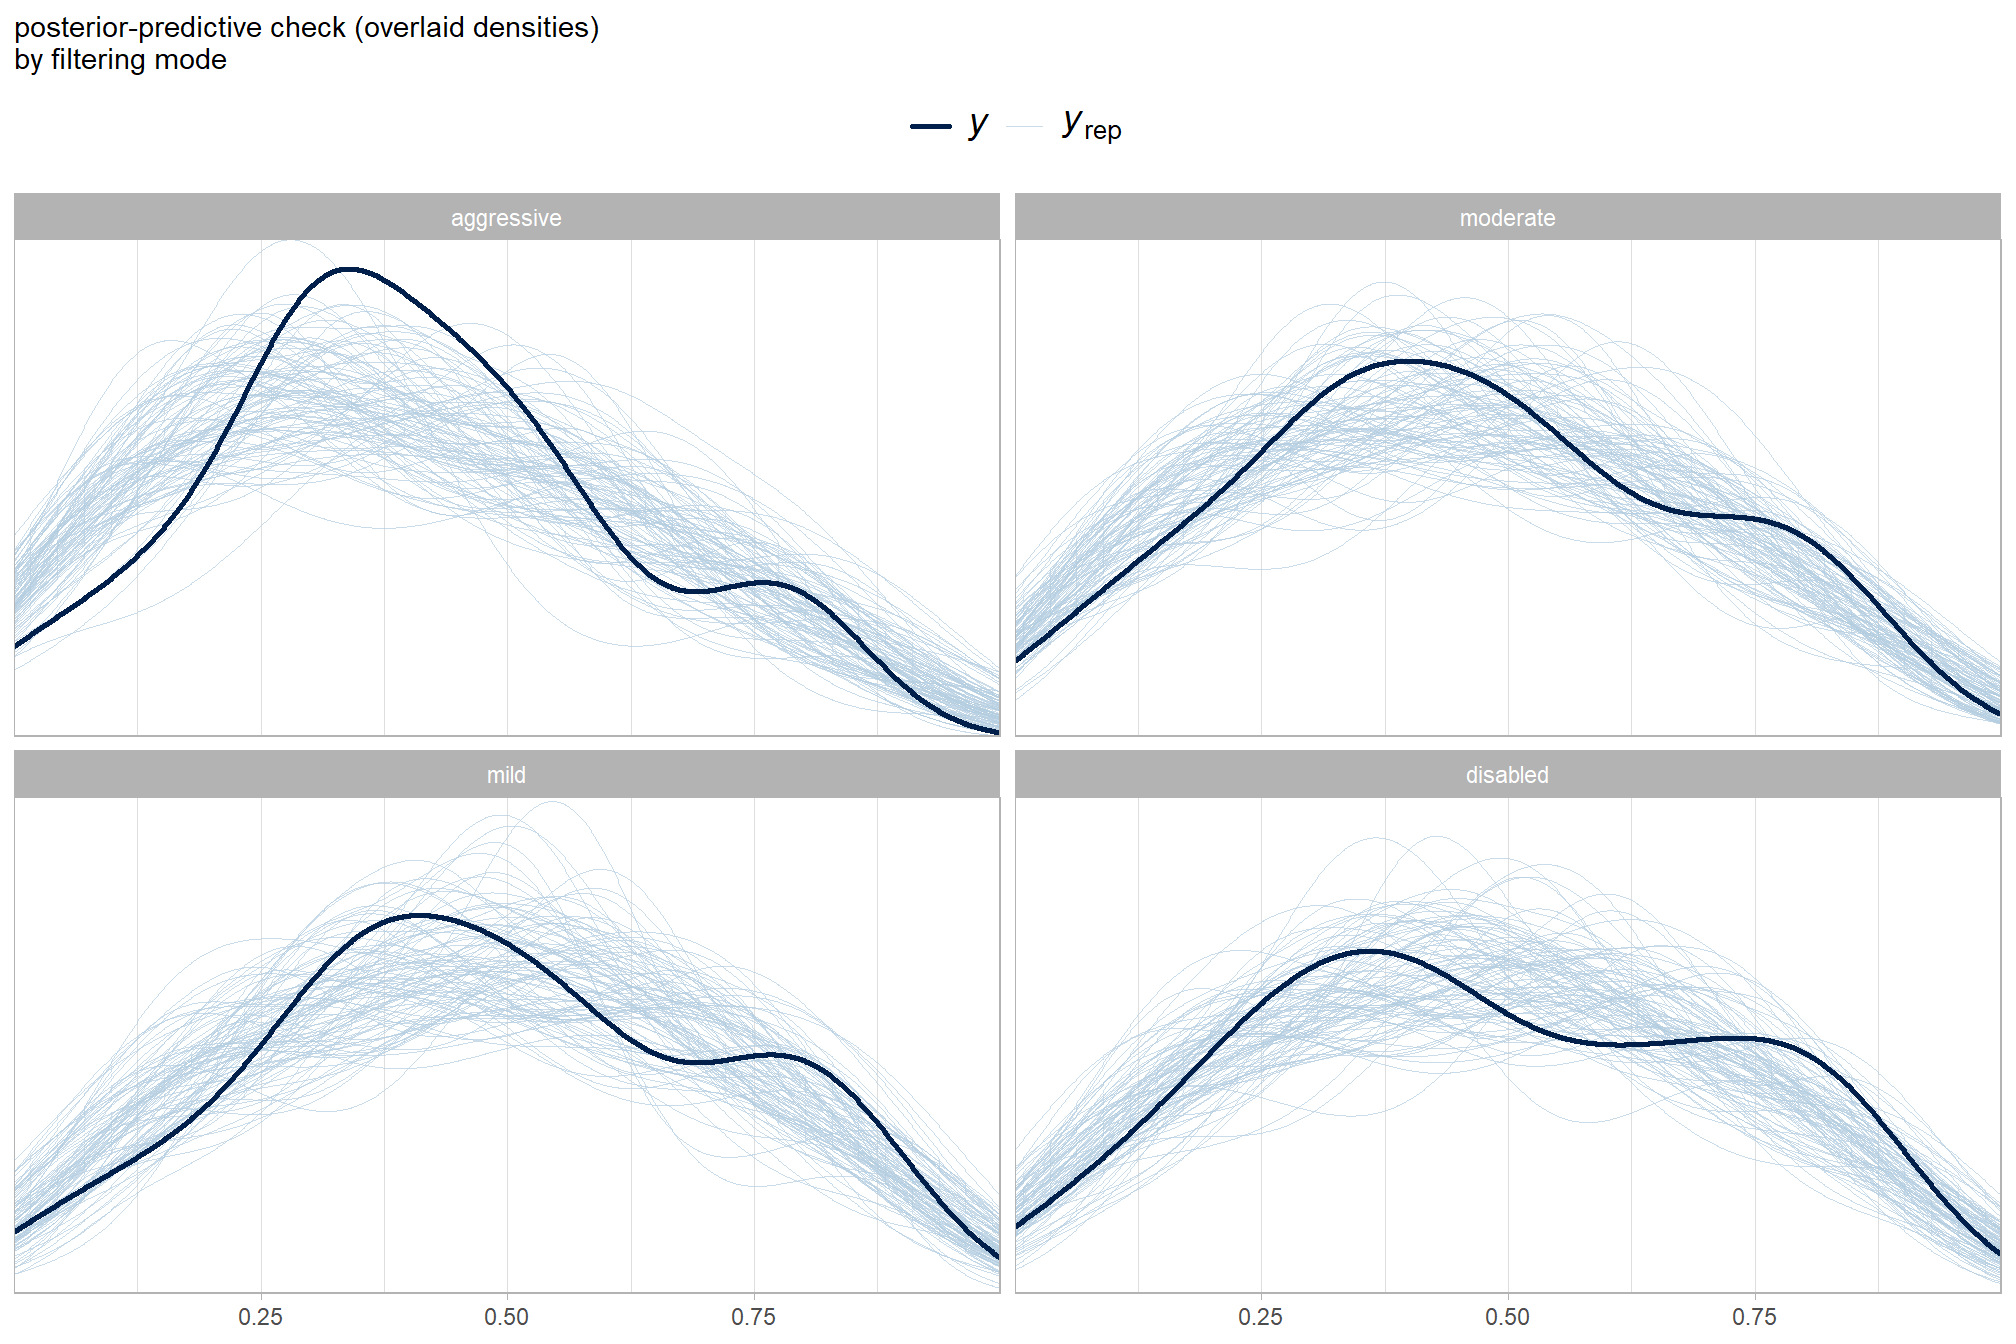 posterior-predictive check (overlaid densities)
by filtering mode
y y rep
aggressive moderate
mild disabled
0.25 0.50 0.75 0.25 0.50 0.75